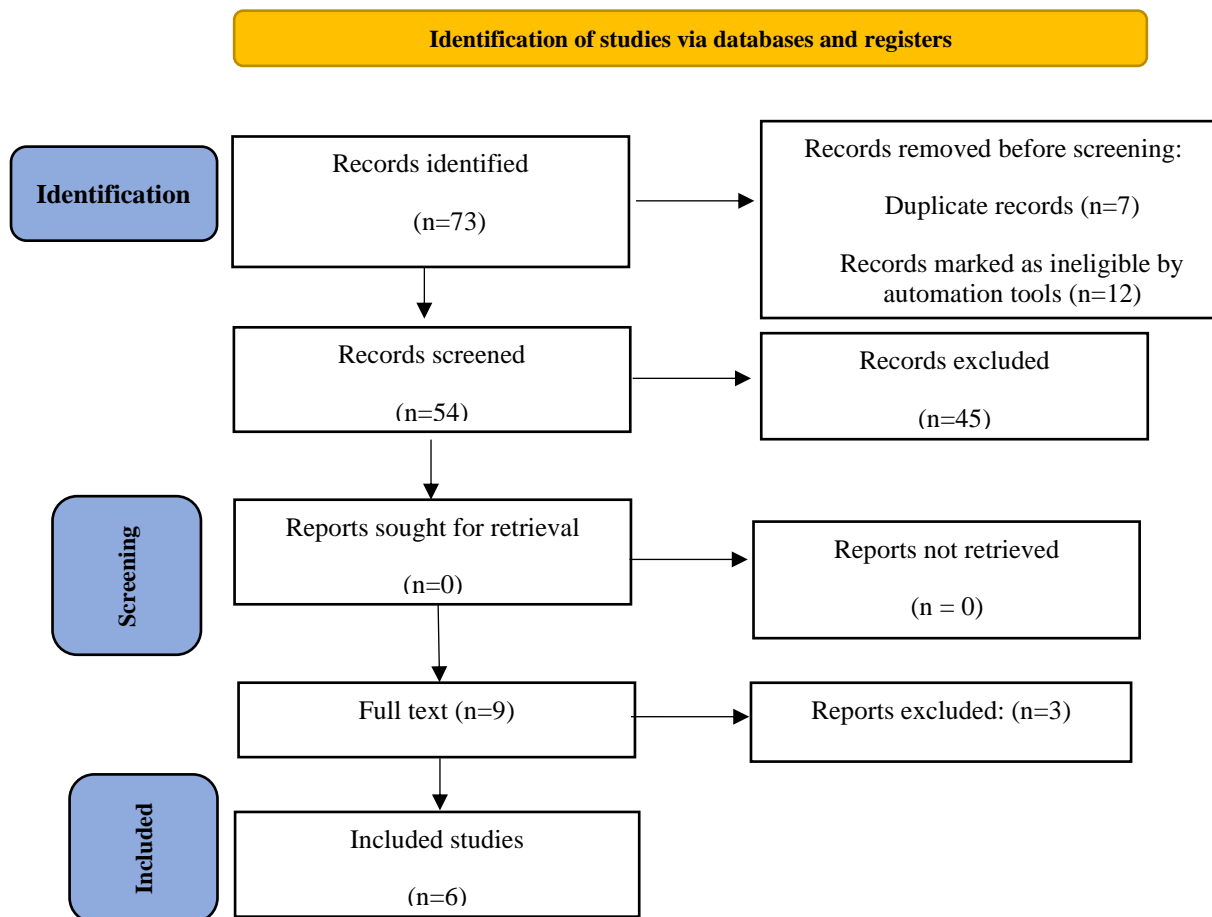 Identification of studies via databases and registers
Identification
Records identified
(n=73)
Records removed before screening:
Duplicate records (n=7)
Records marked as ineligible by
automation tools (n=12)
Records screened
(n=54)
Records excluded
(n=45)
Screening
Reports sought for retrieval
(n=0)
Reports not retrieved
(n = 0)
Full text (n=9)
Reports excluded: (n=3)
Included
Included studies
(n=6)